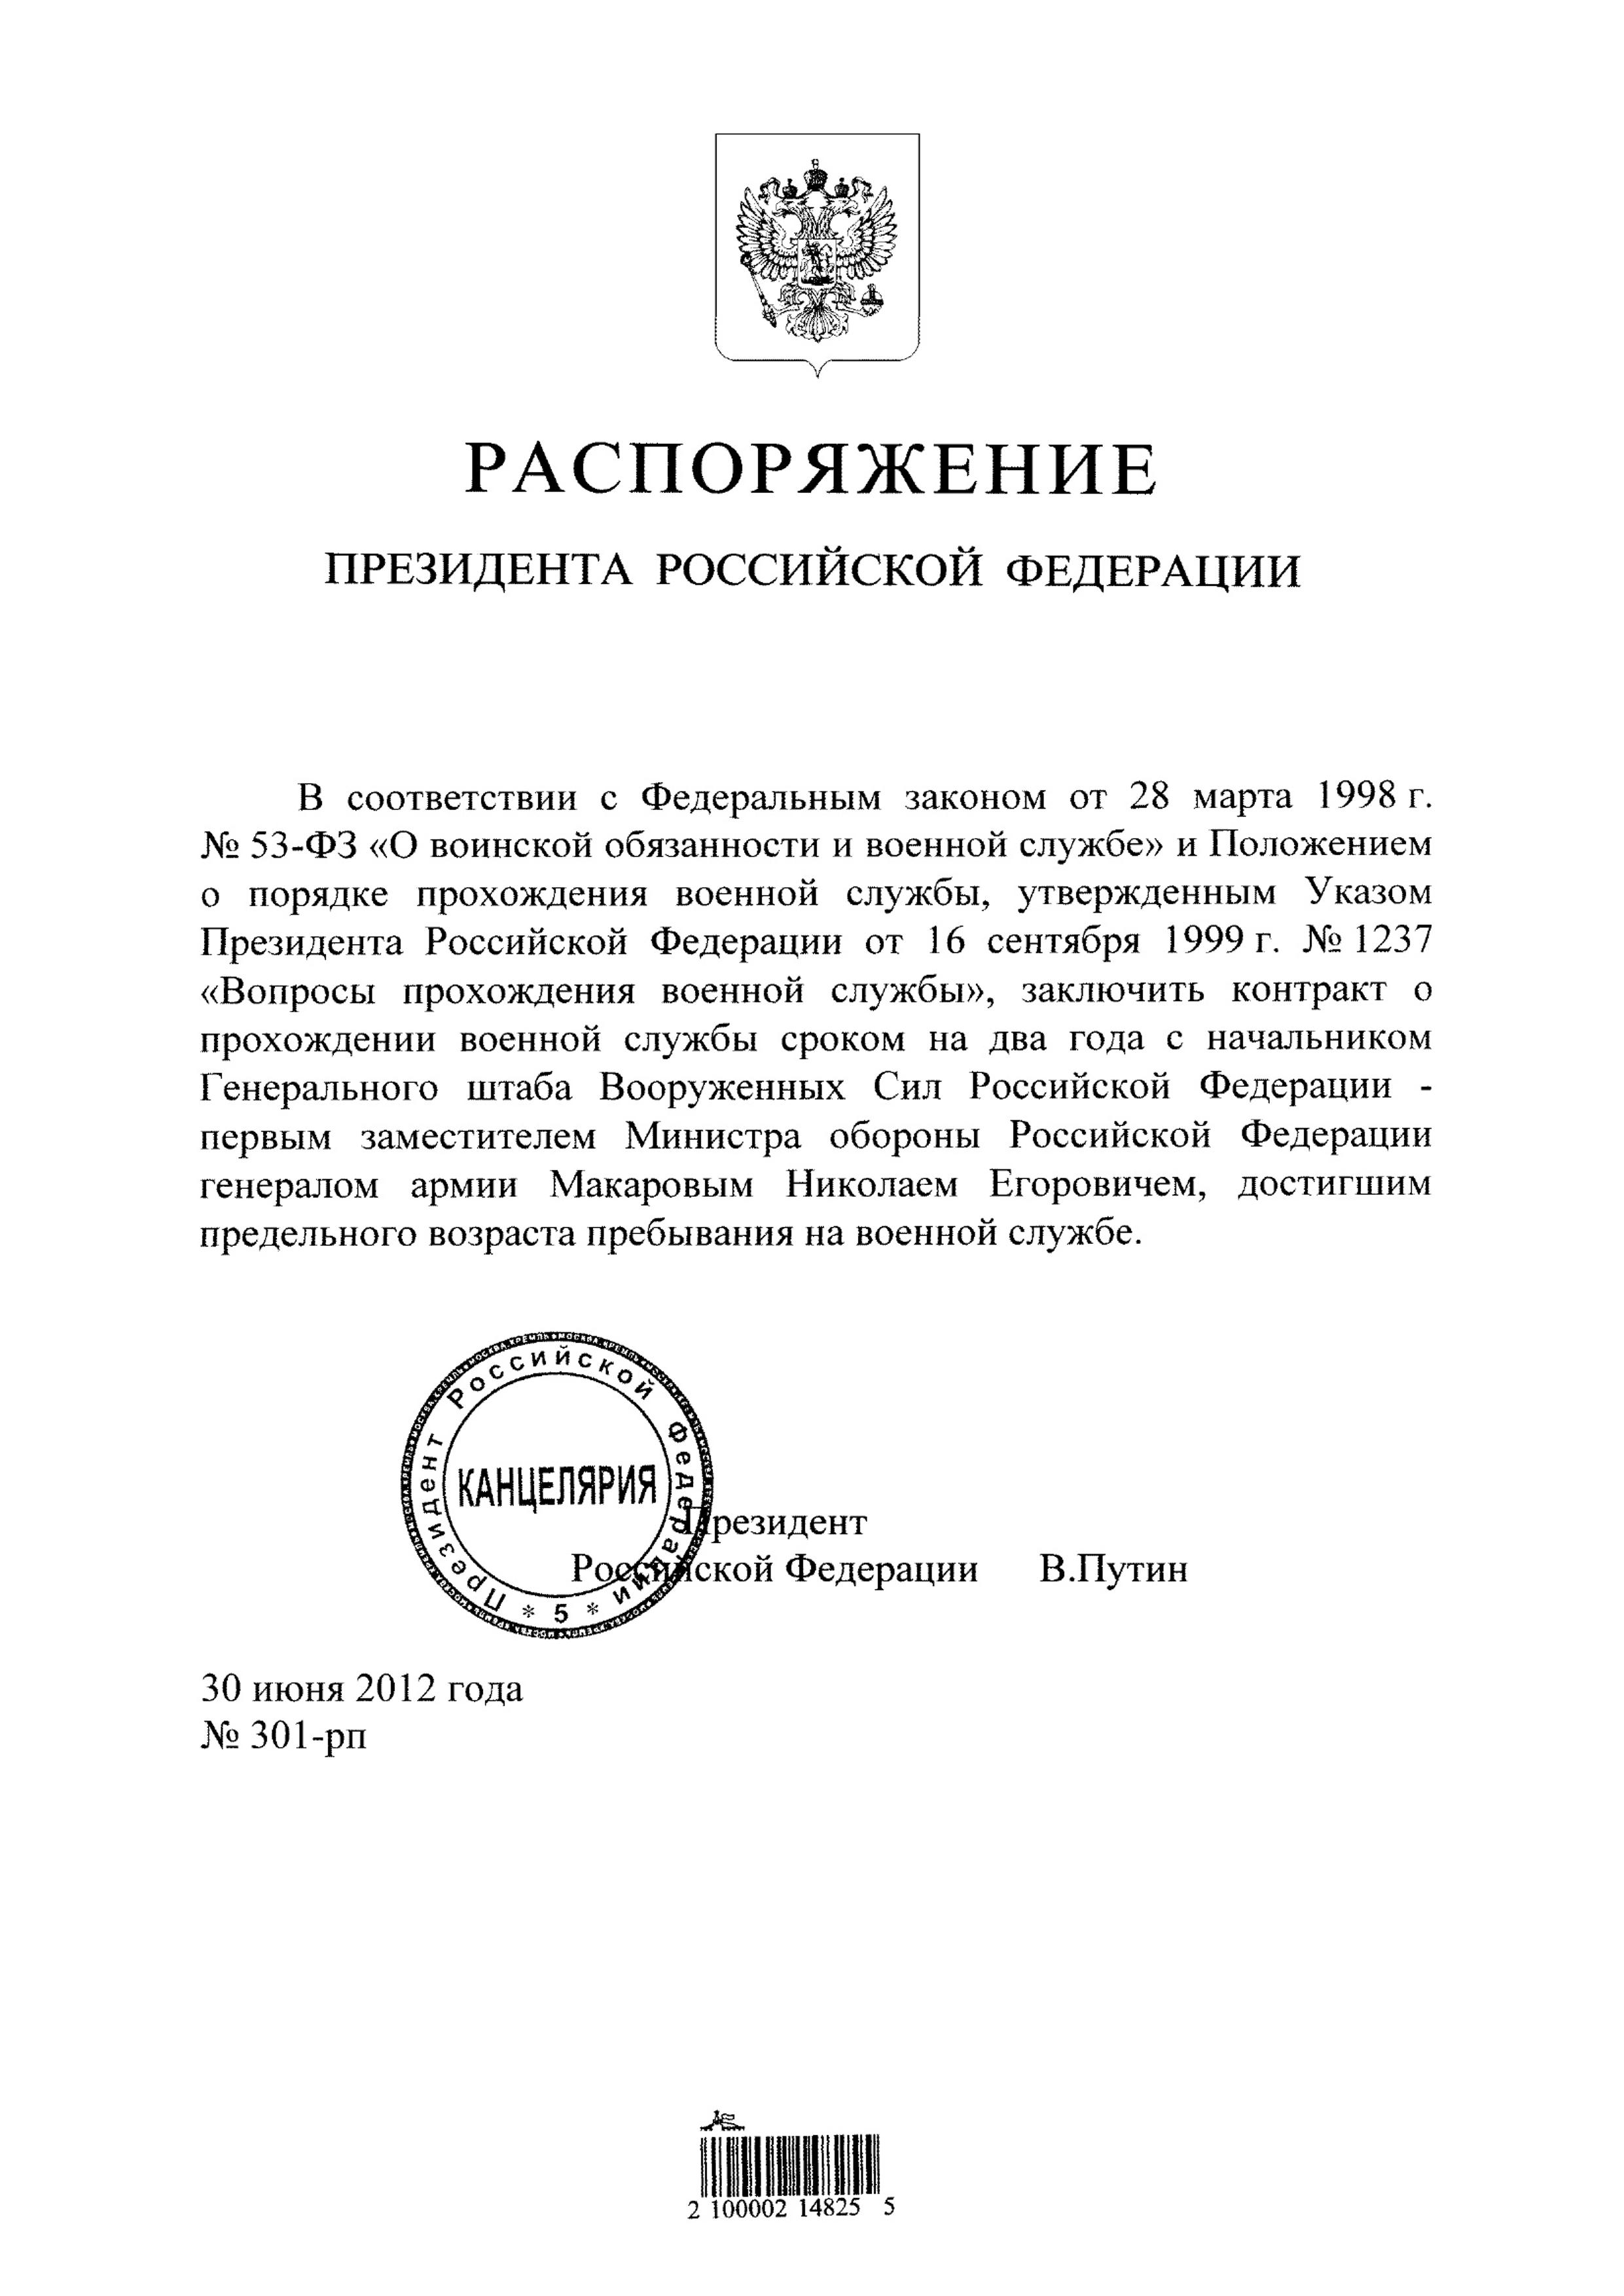 РАСПОРЯЖЕНИЕ
ПРЕЗИДЕНТА РОССИЙСКОЙ ФЕДЕРАЦИИ
В соответствии с Федеральным законом от 28 марта 1998 г.
№ 53-ФЗ «О воинской обязанности и военной службе» и Положением
о порядке прохождения военной службы, утвержденным Указом
Президента Российской Федерации от 16 сентября 1999 г. № 1237
«Вопросы прохождения военной службы», заключить контракт о
прохождении военной службы сроком на два года с начальником
Генерального штаба Вооруженных Сил Российской Федерации -
первым заместителем Министра обороны Российской Федерации
генералом армии Макаровым Николаем Егоровичем, достигшим
предельного возраста пребывания на военной службе.
Президент Российской Федерации
КАНЦЕЛЯРИЯ
* 5 *
Президент
Российской Федерации В.Путин
30 июня 2012 года
№ 301-рп
2 100002 14825 5